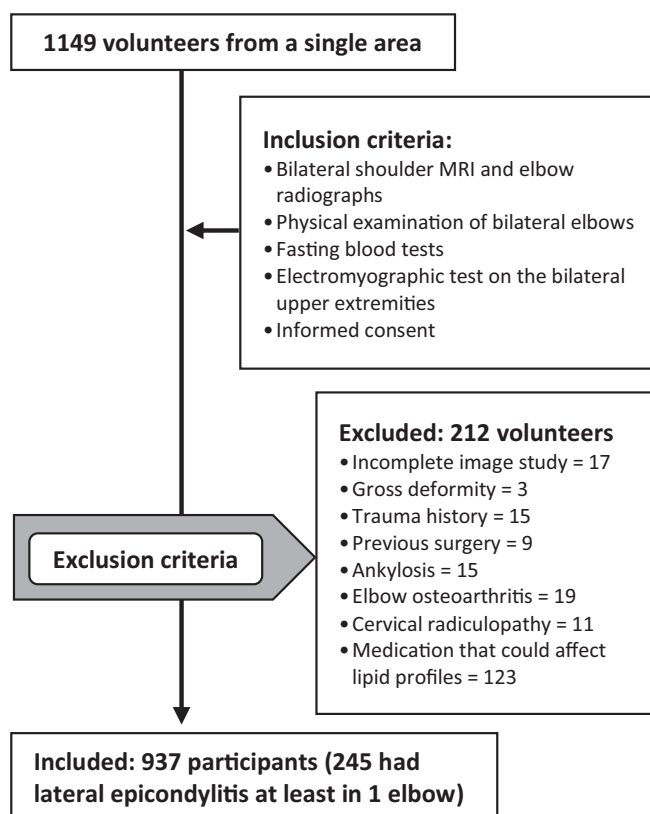 1149 volunteers from a single area
Inclusion criteria:
• Bilateral shoulder MRI and elbow
radiographs
• Physical examination of bilateral elbows
• Fasting blood tests
• Electromyographic test on the bilateral
upper extremities
• Informed consent
Excluded: 212 volunteers
• Incomplete image study = 17
• Gross deformity = 3
• Trauma history = 15
• Previous surgery = 9
• Ankylosis = 15
• Elbow osteoarthritis = 19
• Cervical radiculopathy = 11
• Medication that could affect
lipid profiles = 123
Exclusion criteria
Included: 937 participants (245 had
lateral epicondylitis at least in 1 elbow)